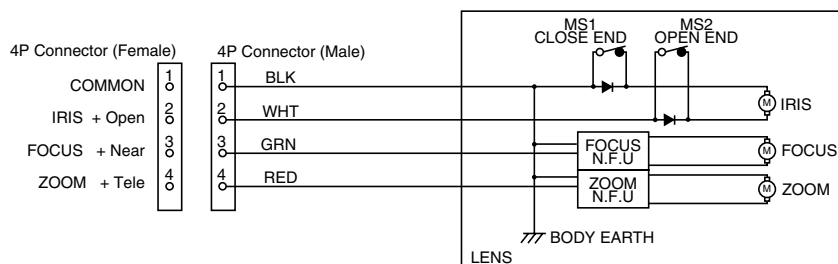 MS1
CLOSE END
MS2
OPEN END
4P Connector (Female)
4P Connector (Male)
COMMON 1 1 BLK
IRIS + Open 2 2 WHT
M IRIS
FOCUS + Near 3 3 GRN
FOCUS
N.F.U
M FOCUS
ZOOM + Tele 4 4 RED
ZOOM
N.F.U
M ZOOM
BODY EARTH
LENS